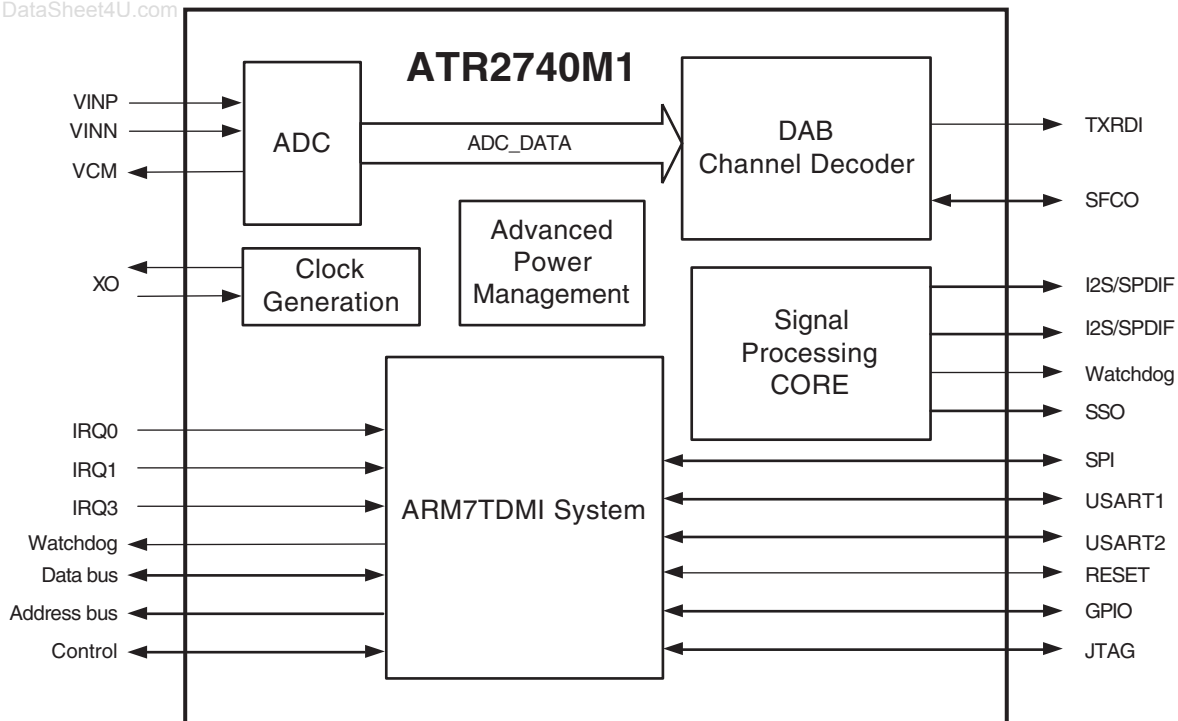 DataSheet4U.com
ATR2740M1
VINP
VINN
VCM
ADC
ADC_DATA
DAB
Channel Decoder
TXRDI
SFCO
XO
Clock
Generation
Advanced
Power
Management
Signal
Processing
CORE
I2S/SPDIF
I2S/SPDIF
Watchdog
SSO
IRQ0
IRQ1
IRQ3
Watchdog
Data bus
Address bus
Control
ARM7TDMI System
SPI
USART1
USART2
RESET
GPIO
JTAG